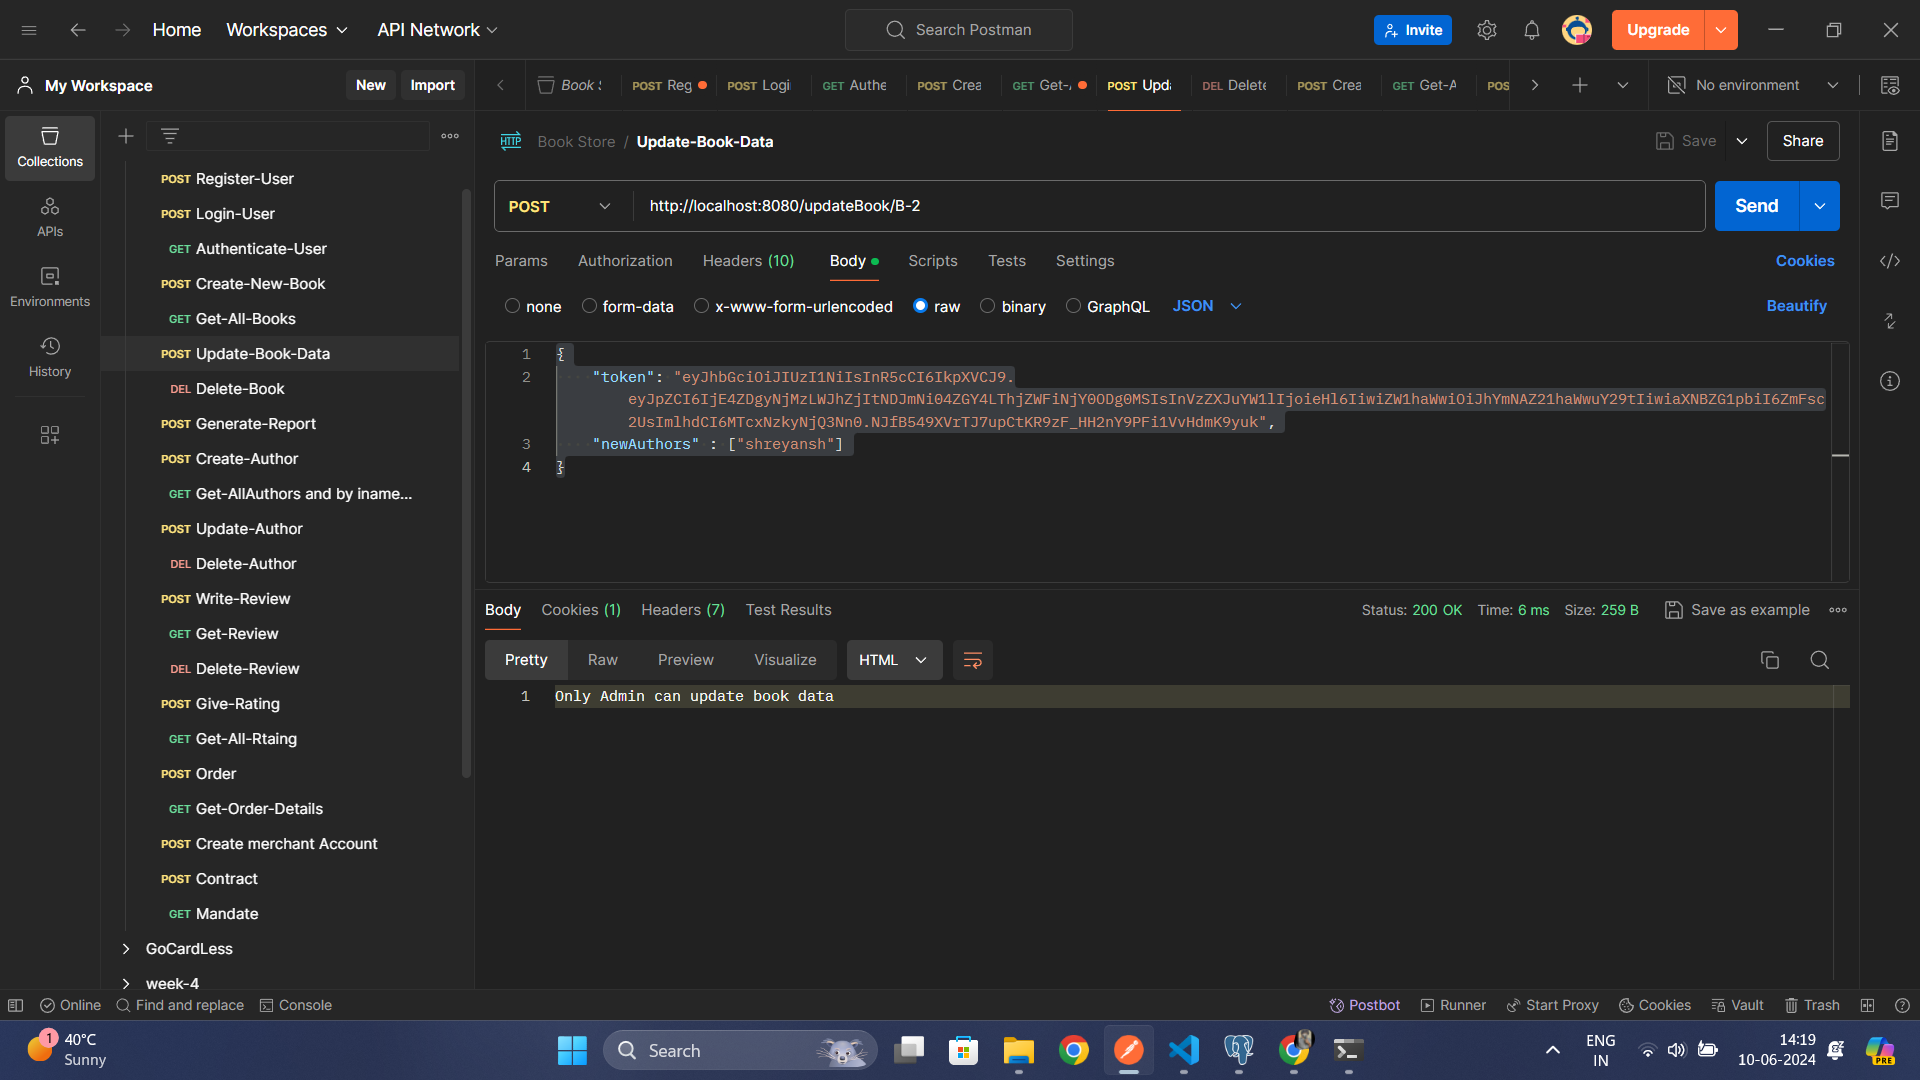 Home
Workspaces
API Network
Search Postman
Invite
Upgrade
My Workspace
New
Import
Book S
POST Reg
POST Logi
GET Authe
POST Crea
GET Get-A
POST Upda
DEL Delete
POST Crea
GET Get-A
POS
No environment
Collections
APIs
Environments
History
POST Register-User
POST Login-User
GET Authenticate-User
POST Create-New-Book
GET Get-All-Books
POST Update-Book-Data
DEL Delete-Book
POST Generate-Report
POST Create-Author
GET Get-AllAuthors and by iname...
POST Update-Author
DEL Delete-Author
POST Write-Review
GET Get-Review
DEL Delete-Review
POST Give-Rating
GET Get-All-Rtaing
POST Order
GET Get-Order-Details
POST Create merchant Account
POST Contract
GET Mandate
GoCardLess
week-4
HTTP Book Store / Update-Book-Data
Save
Share
POST
http://localhost:8080/updateBook/B-2
Send
Params Authorization Headers (10) Body Scripts Tests Settings
Cookies
none form-data x-www-form-urlencoded raw binary GraphQL JSON
Beautify
1 {
2 "token": "eyJhbGciOiJIUzI1NiIsInR5cCI6IkpXVCJ9.
eyJpZCI6IjE4ZDgyNjMzLWJhZjItNDJmNi04ZGY4LThjZWFiNjY0ODg0MSIsInVzZXJuYW1lIjoieHl6IiwiZW1haWwiOiJhYmNAZ21haWwuY29tIiwiaXNBZG1pbiI6ZmFsc
2UsImlhdCI6MTcxNzkyNjQ3Nn0.NJfB549XVrTJ7upCtKR9zF_HH2nY9PFi1VvHdmK9yuk",
3 "newAuthors" : ["shreyansh"]
4 }
Body Cookies (1) Headers (7) Test Results
Status: 200 OK Time: 6 ms Size: 259 B
Save as example
Pretty Raw Preview Visualize HTML
1 Only Admin can update book data
Online
Find and replace
Console
Postbot
Runner
Start Proxy
Cookies
Vault
Trash
1
40°C
Sunny
Search
ENG
IN
14:19
10-06-2024
PRE